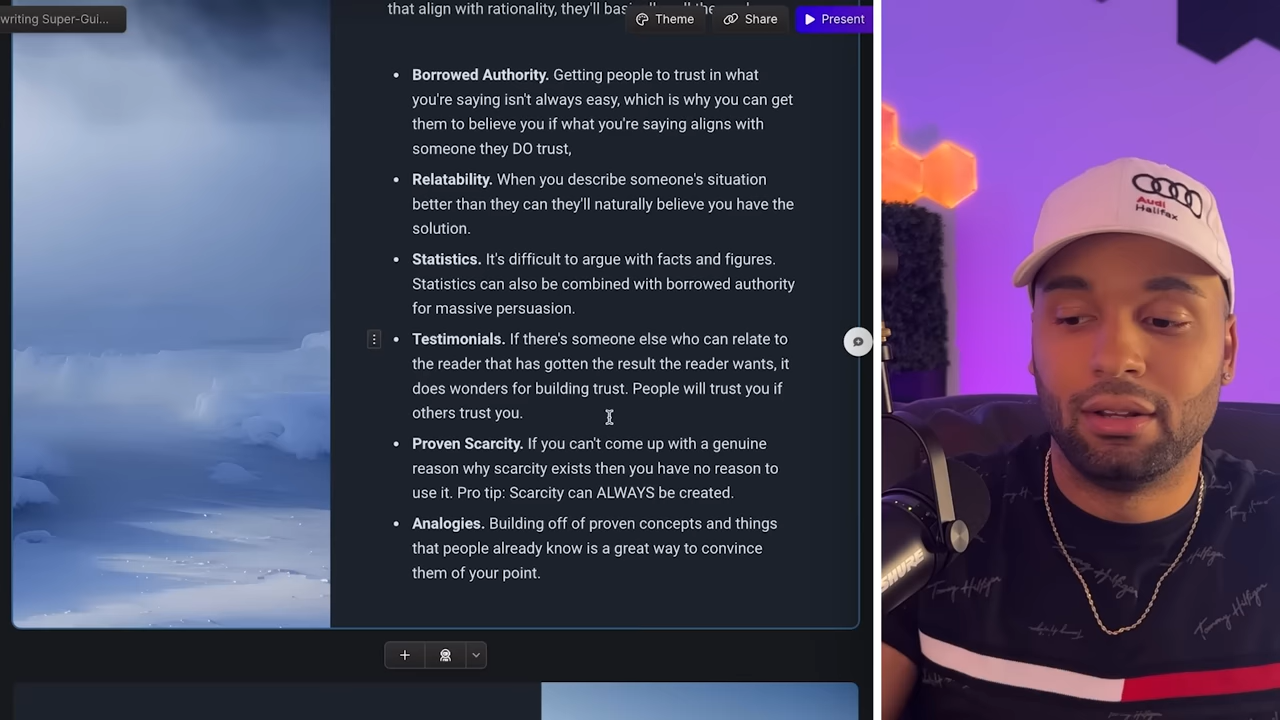 writing Super-Gui...
that align with rationality, they'll
Theme
Share
Present
Borrowed Authority. Getting people to trust in what
you're saying isn't always easy, which is why you can get
them to believe you if what you're saying aligns with
someone they DO trust,
Relatability. When you describe someone's situation
better than they can they'll naturally believe you have the
solution.
Statistics. It's difficult to argue with facts and figures.
Statistics can also be combined with borrowed authority
for massive persuasion.
Testimonials. If there's someone else who can relate to
the reader that has gotten the result the reader wants, it
does wonders for building trust. People will trust you if
others trust you.
Proven Scarcity. If you can't come up with a genuine
reason why scarcity exists then you have no reason to
use it. Pro tip: Scarcity can ALWAYS be created.
Analogies. Building off of proven concepts and things
that people already know is a great way to convince
them of your point.
Audi
Halifax
SHURE
Tommy Hilfiger
Tommy Hilfiger
Tommy Hilfiger